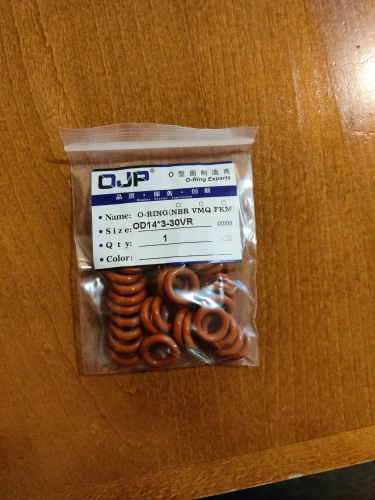 OJP
O 型圈制造商
O-Ring Experts
品质·服务·创新
• Name: O-RING(NBR VMQ FKM)
• Size: OD14*3-30VR mm
• Qty: 1 PCS
• Color: